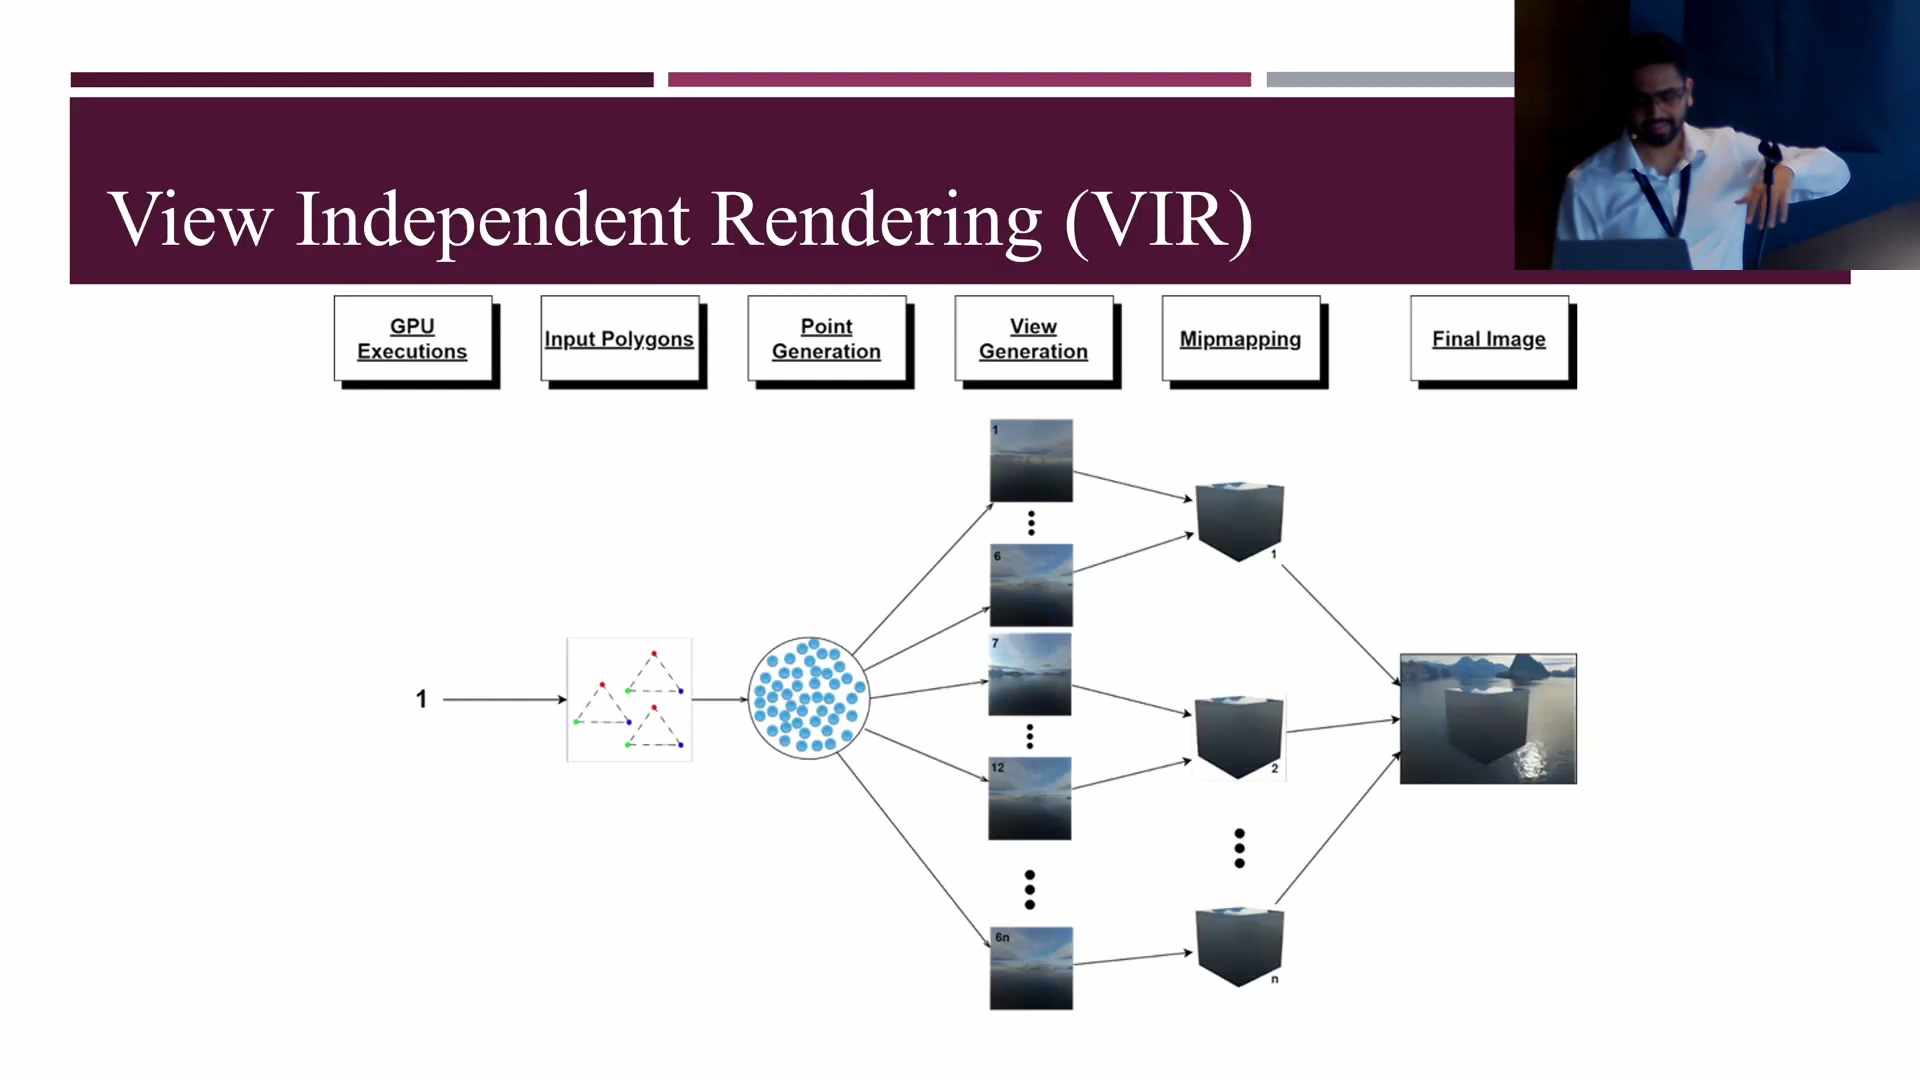 View Independent Rendering (VIR)
GPU
Executions
Input Polygons
Point
Generation
View
Generation
Mipmapping
Final Image
1
6
1
7
1
12
2
6n
n